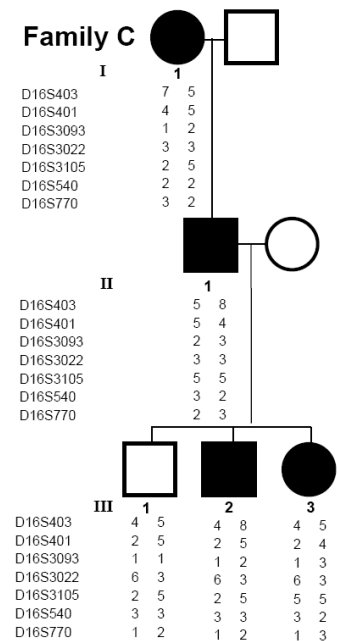 Family C
I
1
D16S403 7 5
D16S401 4 5
D16S3093 1 2
D16S3022 3 3
D16S3105 2 5
D16S540 2 2
D16S770 3 2
II
1
D16S403 5 8
D16S401 5 4
D16S3093 2 3
D16S3022 3 3
D16S3105 5 5
D16S540 3 2
D16S770 2 3
III 1 2 3
D16S403 4 5 4 8 4 5
D16S401 2 5 2 5 2 4
D16S3093 1 1 1 2 1 3
D16S3022 6 3 6 3 6 3
D16S3105 2 5 2 5 5 5
D16S540 3 3 3 3 3 2
D16S770 1 2 1 2 1 3